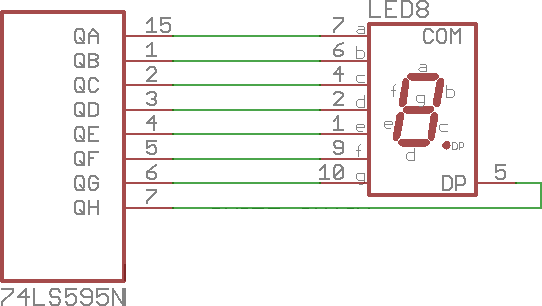 LED8
QA 15 7 a COM
QB 1 6 b
QC 2 4 c a
QD 3 2 d f g b
QE 4 1 e e c
QF 5 9 f d DP
QG 6 10 g DP 5
QH 7
74LS595N